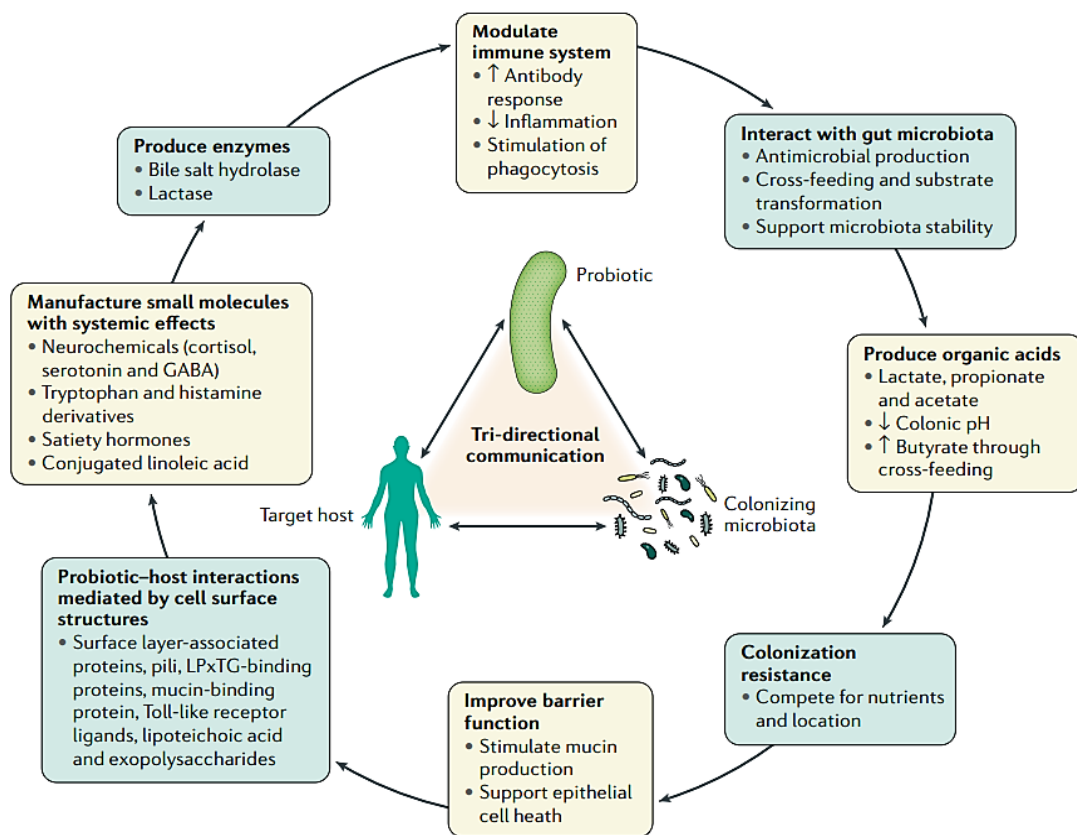 Modulate
immune system
• ↑ Antibody
response
• ↓ Inflammation
• Stimulation of
phagocytosis
Interact with gut microbiota
• Antimicrobial production
• Cross-feeding and substrate
transformation
• Support microbiota stability
Produce organic acids
• Lactate, propionate
and acetate
• ↓ Colonic pH
• ↑ Butyrate through
cross-feeding
Colonization
resistance
• Compete for nutrients
and location
Improve barrier
function
• Stimulate mucin
production
• Support epithelial
cell heath
Probiotic–host interactions
mediated by cell surface
structures
• Surface layer-associated
proteins, pili, LPxTG-binding
proteins, mucin-binding
protein, Toll-like receptor
ligands, lipoteichoic acid
and exopolysaccharides
Manufacture small molecules
with systemic effects
• Neurochemicals (cortisol,
serotonin and GABA)
• Tryptophan and histamine
derivatives
• Satiety hormones
• Conjugated linoleic acid
Produce enzymes
• Bile salt hydrolase
• Lactase
Probiotic
Tri-directional
communication
Target host
Colonizing
microbiota